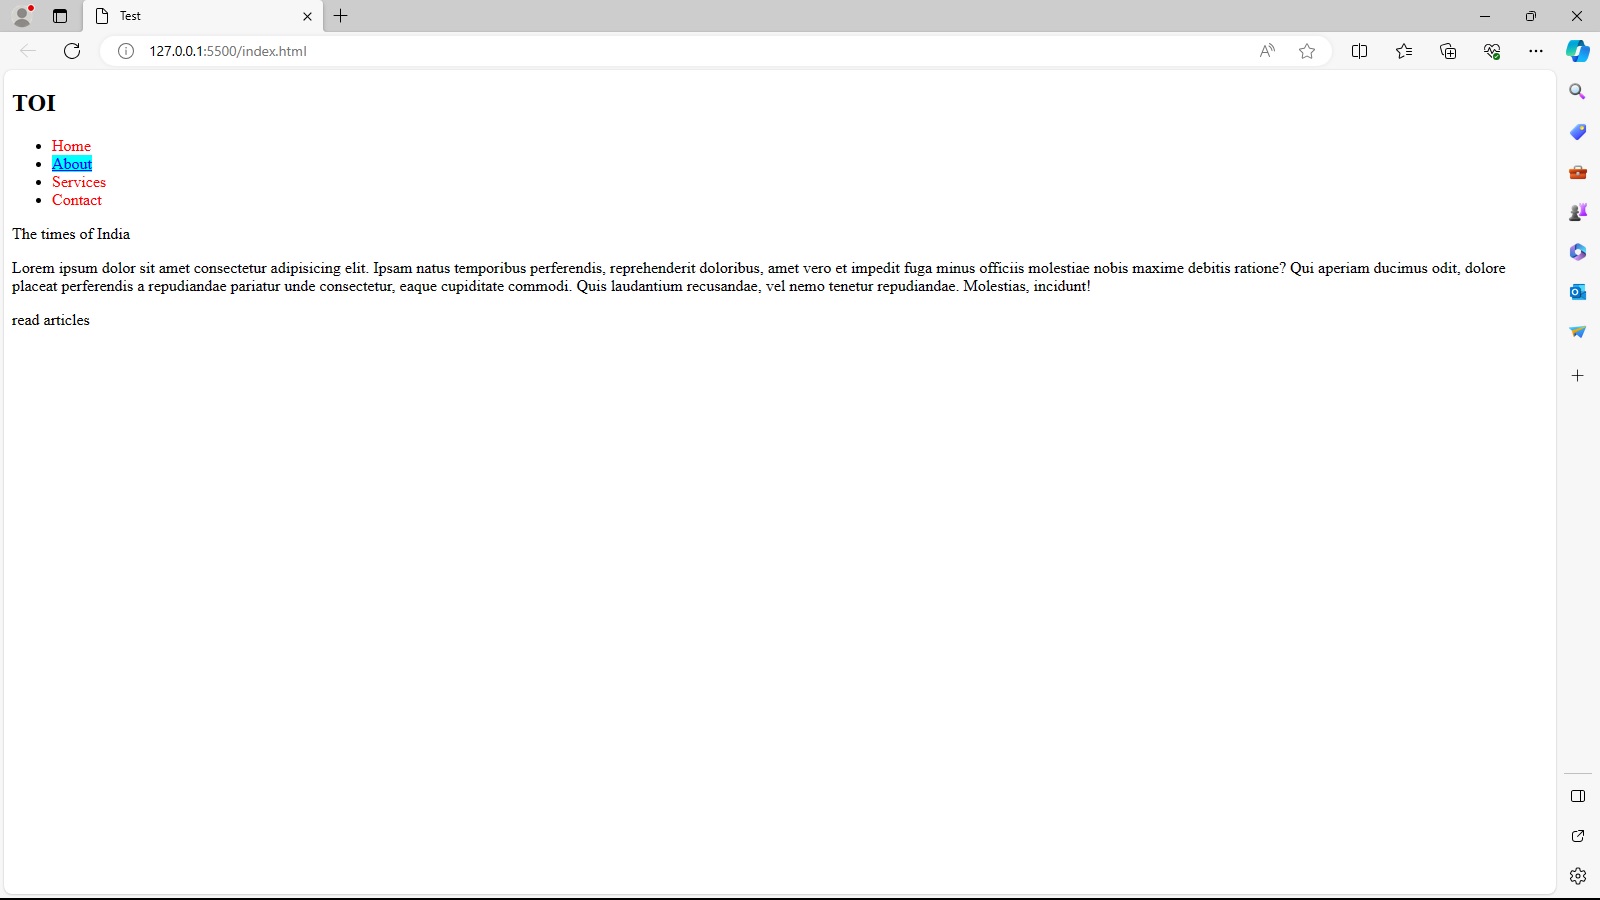 Test
127.0.0.1:5500/index.html
TOI
Home
About
Services
Contact
The times of India
Lorem ipsum dolor sit amet consectetur adipisicing elit. Ipsam natus temporibus perferendis, reprehenderit doloribus, amet vero et impedit fuga minus officiis molestiae nobis maxime debitis ratione? Qui aperiam ducimus odit, dolore
placeat perferendis a repudiandae pariatur unde consectetur, eaque cupiditate commodi. Quis laudantium recusandae, vel nemo tenetur repudiandae. Molestias, incidunt!
read articles